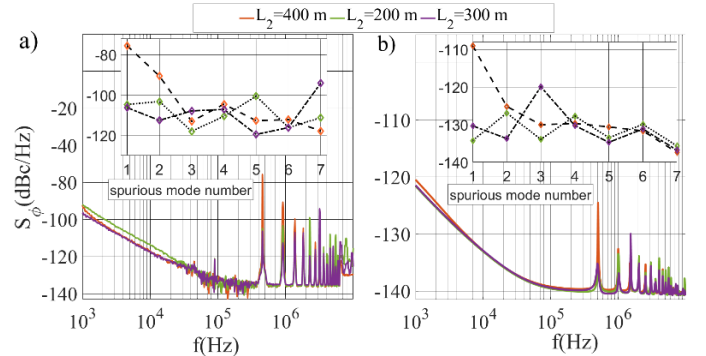 L2=400 m L2=200 m L2=300 m
a)
-80
-100
-120
1 2 3 4 5 6 7
spurious mode number
-20
-40
-60
-80
-100
-120
-140
Sϕ(dBc/Hz)
10^3 10^4 10^5 10^6
f(Hz)
b)
-110
-120
-130
-140
1 2 3 4 5 6 7
spurious mode number
-110
-120
-130
-140
10^3 10^4 10^5 10^6
f(Hz)